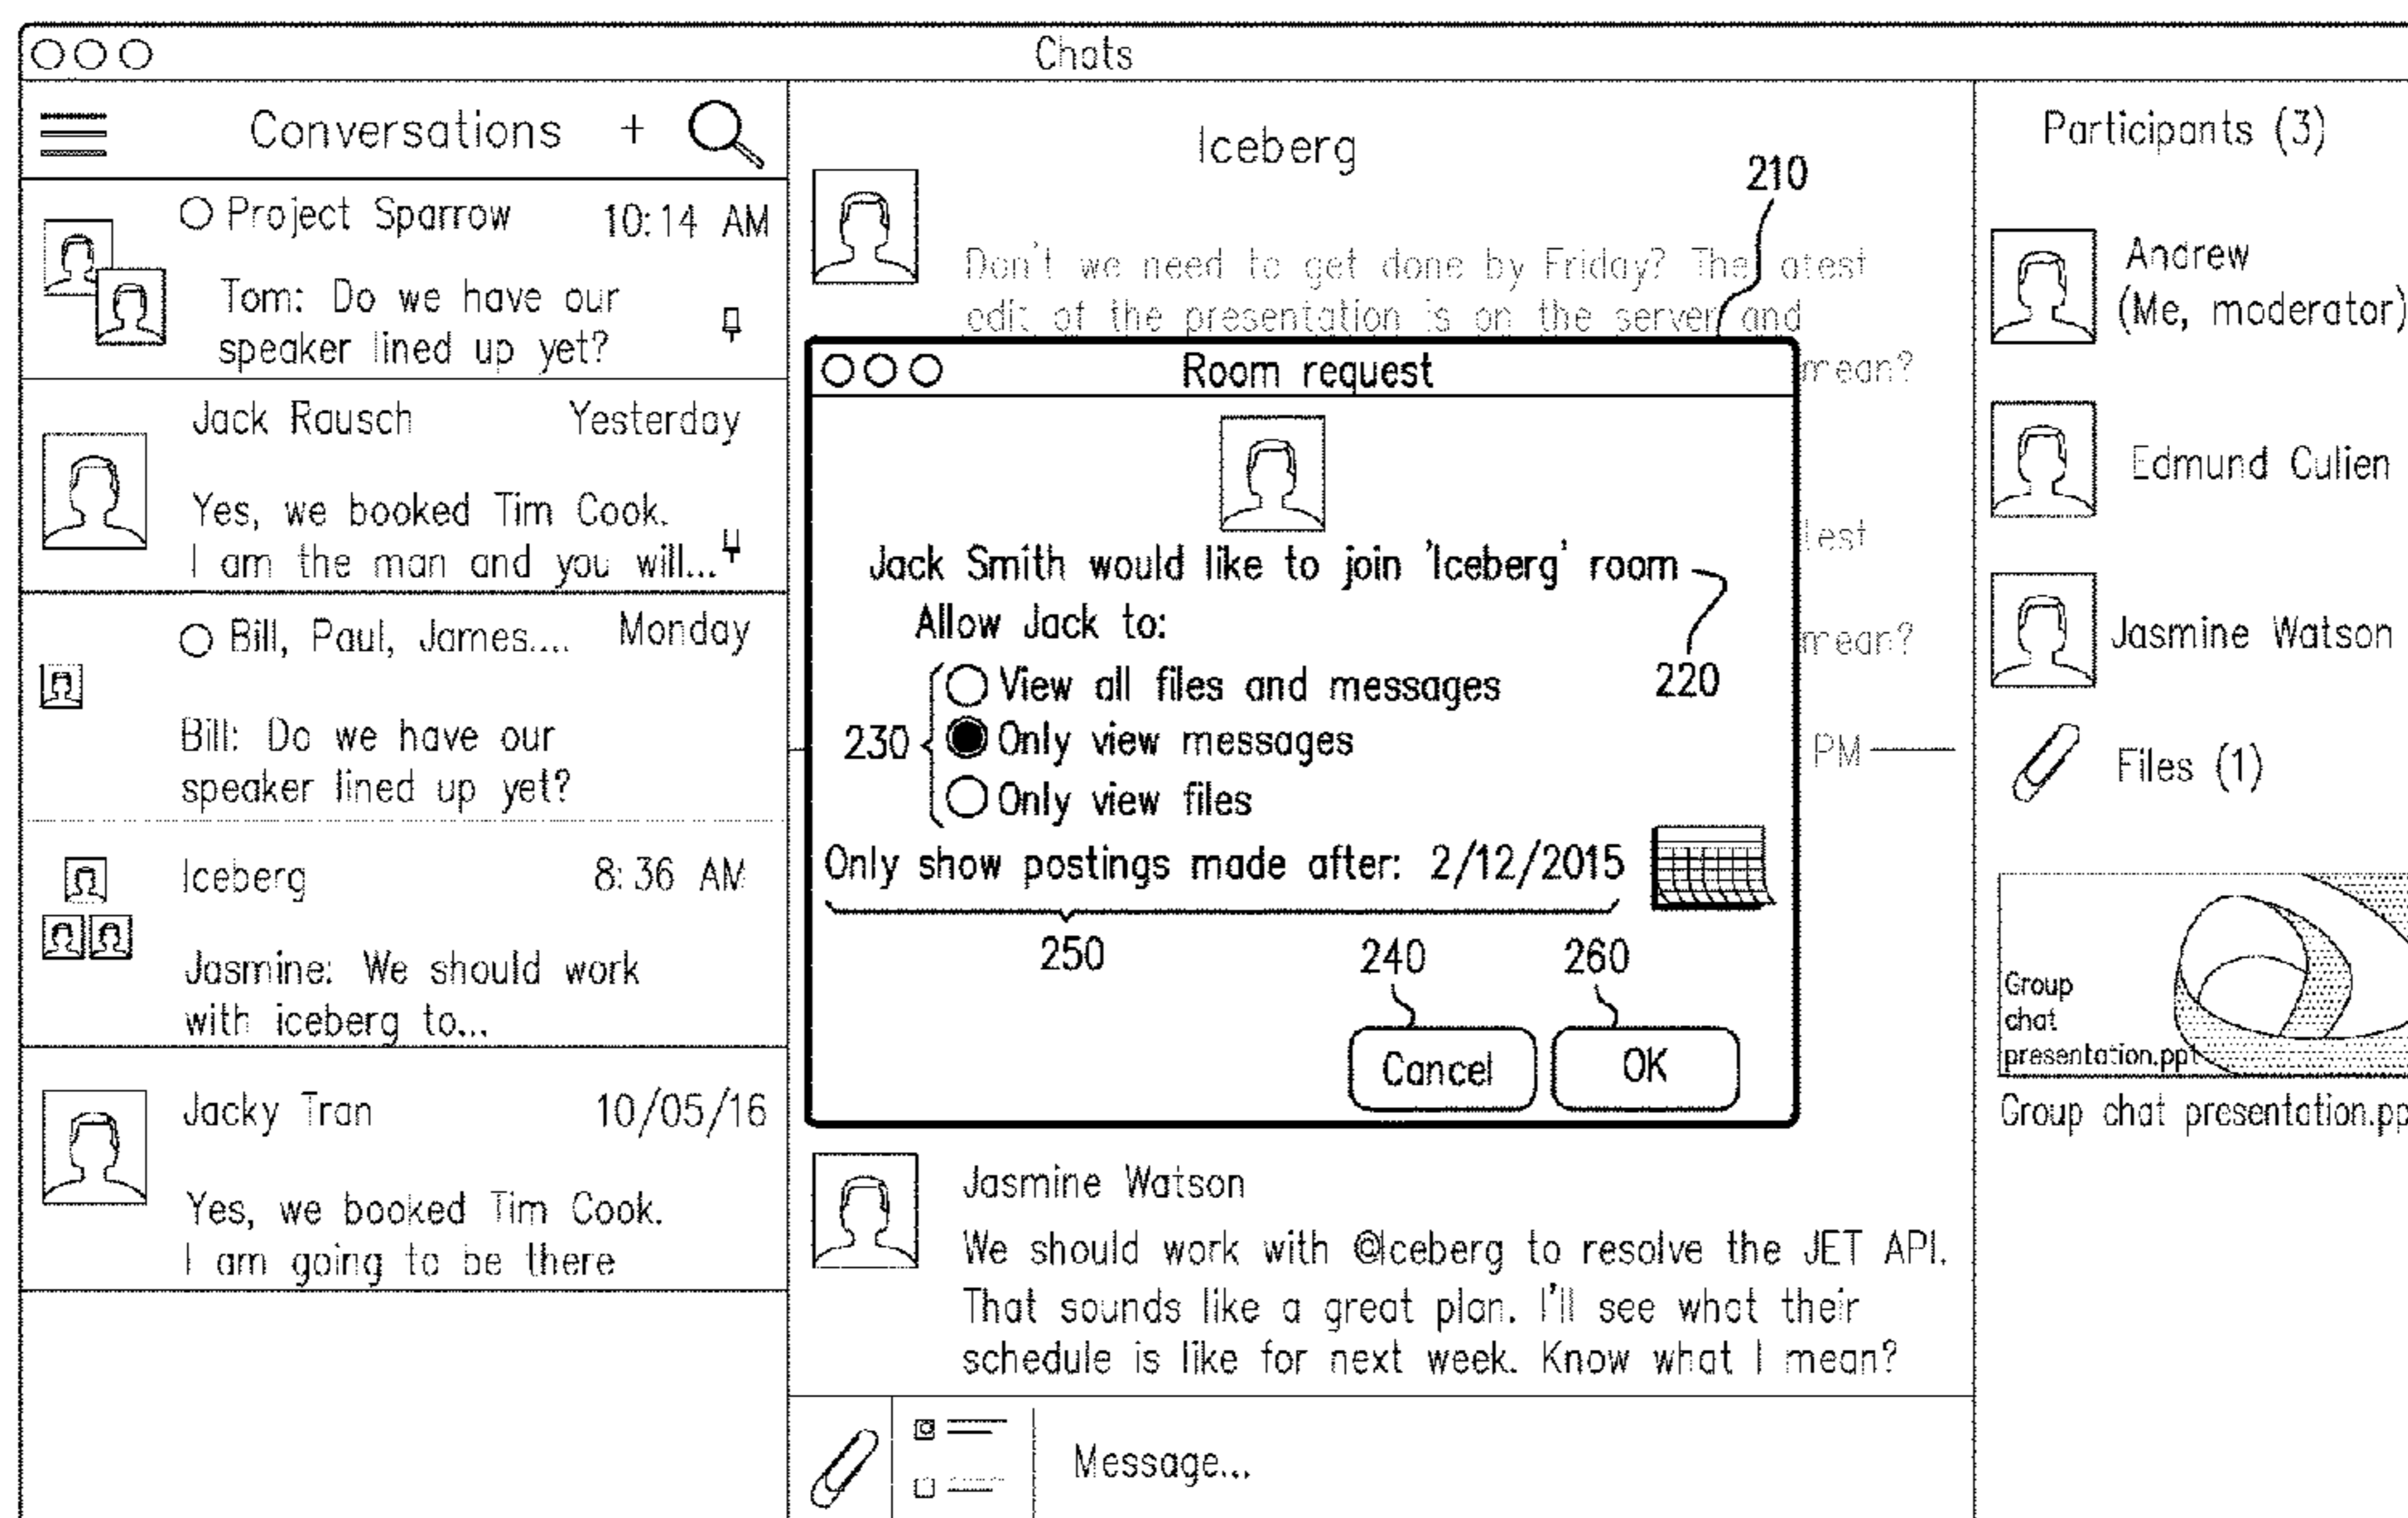 Chats
Conversations +
Project Sparrow 10:14 AM
Tom: Do we have our
speaker lined up yet?
Jack Rausch Yesterday
Yes, we booked Tim Cook.
I am the man and you will...
Bill, Paul, James.... Monday
Bill: Do we have our
speaker lined up yet?
Iceberg 8:36 AM
Jasmine: We should work
with iceberg to...
Jacky Tran 10/05/16
Yes, we booked Tim Cook.
I am going to be there
Iceberg
210
Don't we need to get done by Friday? The atest
edit of the presentation is on the server and
mean?
Room request
Jack Smith would like to join 'Iceberg' room
220
Allow Jack to:
230
View all files and messages
Only view messages
Only view files
Only show postings made after: 2/12/2015
250
240
260
Cancel
OK
mean?
PM
Jasmine Watson
We should work with @Iceberg to resolve the JET API.
That sounds like a great plan. I'll see what their
schedule is like for next week. Know what I mean?
Message...
Participants (3)
Andrew
(Me, moderator)
Edmund Culien
Jasmine Watson
Files (1)
Group
chat
presentation.ppt
Group chat presentation.pp